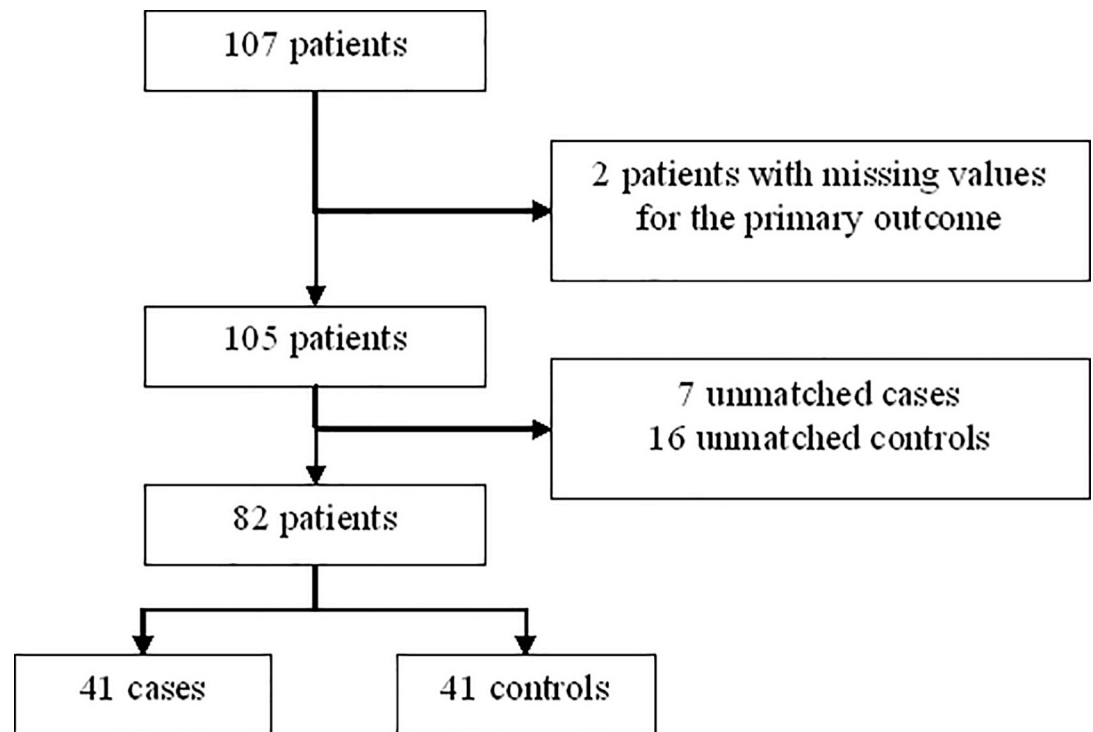 107 patients
2 patients with missing values
for the primary outcome
105 patients
7 unmatched cases
16 unmatched controls
82 patients
41 cases
41 controls